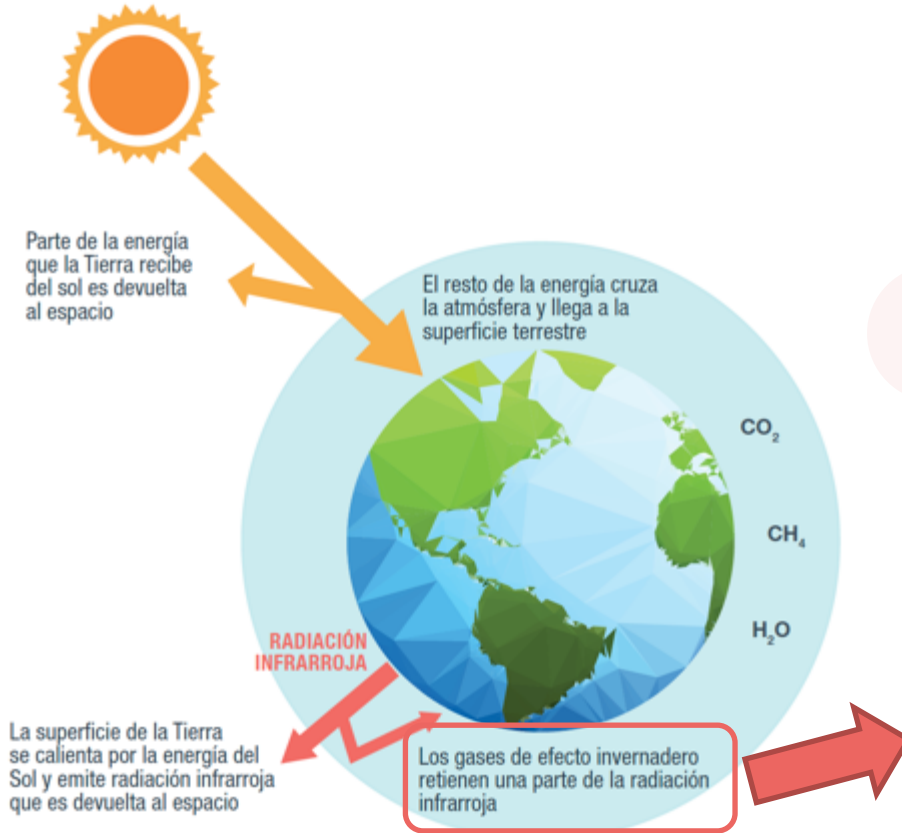 Parte de la energía
que la Tierra recibe
del sol es devuelta
al espacio
El resto de la energía cruza
la atmósfera y llega a la
superficie terrestre
CO₂
CH₄
H₂O
RADIACIÓN
INFRARROJA
La superficie de la Tierra
se calienta por la energía del
Sol y emite radiación infrarroja
que es devuelta al espacio
Los gases de efecto invernadero
retienen una parte de la radiación
infrarroja